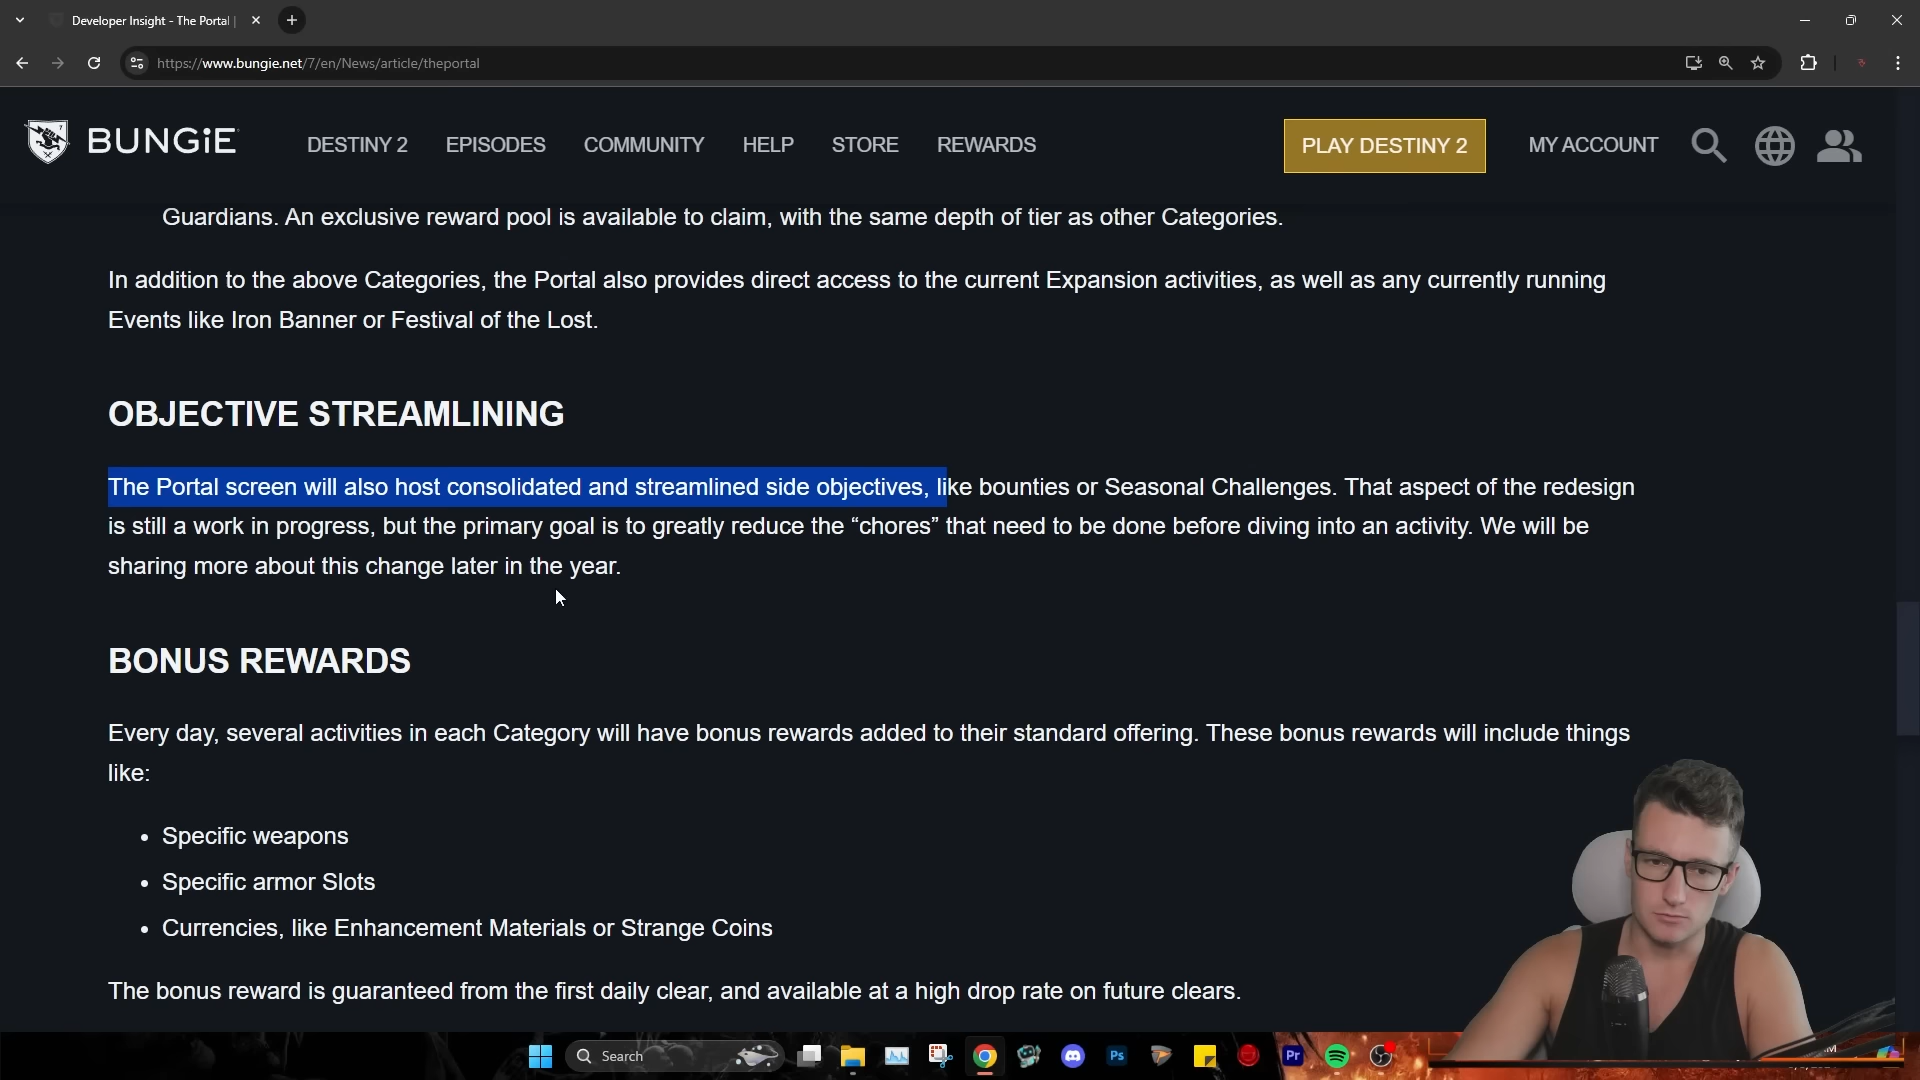 Developer Insight - The Portal |
https://www.bungie.net/7/en/News/article/theportal
BUNGiE
DESTINY 2
EPISODES
COMMUNITY
HELP
STORE
REWARDS
PLAY DESTINY 2
MY ACCOUNT
Guardians. An exclusive reward pool is available to claim, with the same depth of tier as other Categories.
In addition to the above Categories, the Portal also provides direct access to the current Expansion activities, as well as any currently running
Events like Iron Banner or Festival of the Lost.
OBJECTIVE STREAMLINING
The Portal screen will also host consolidated and streamlined side objectives, like bounties or Seasonal Challenges. That aspect of the redesign
is still a work in progress, but the primary goal is to greatly reduce the “chores” that need to be done before diving into an activity. We will be
sharing more about this change later in the year.
BONUS REWARDS
Every day, several activities in each Category will have bonus rewards added to their standard offering. These bonus rewards will include things
like:
• Specific weapons
• Specific armor Slots
• Currencies, like Enhancement Materials or Strange Coins
The bonus reward is guaranteed from the first daily clear, and available at a high drop rate on future clears.
Search
Ps
Pr